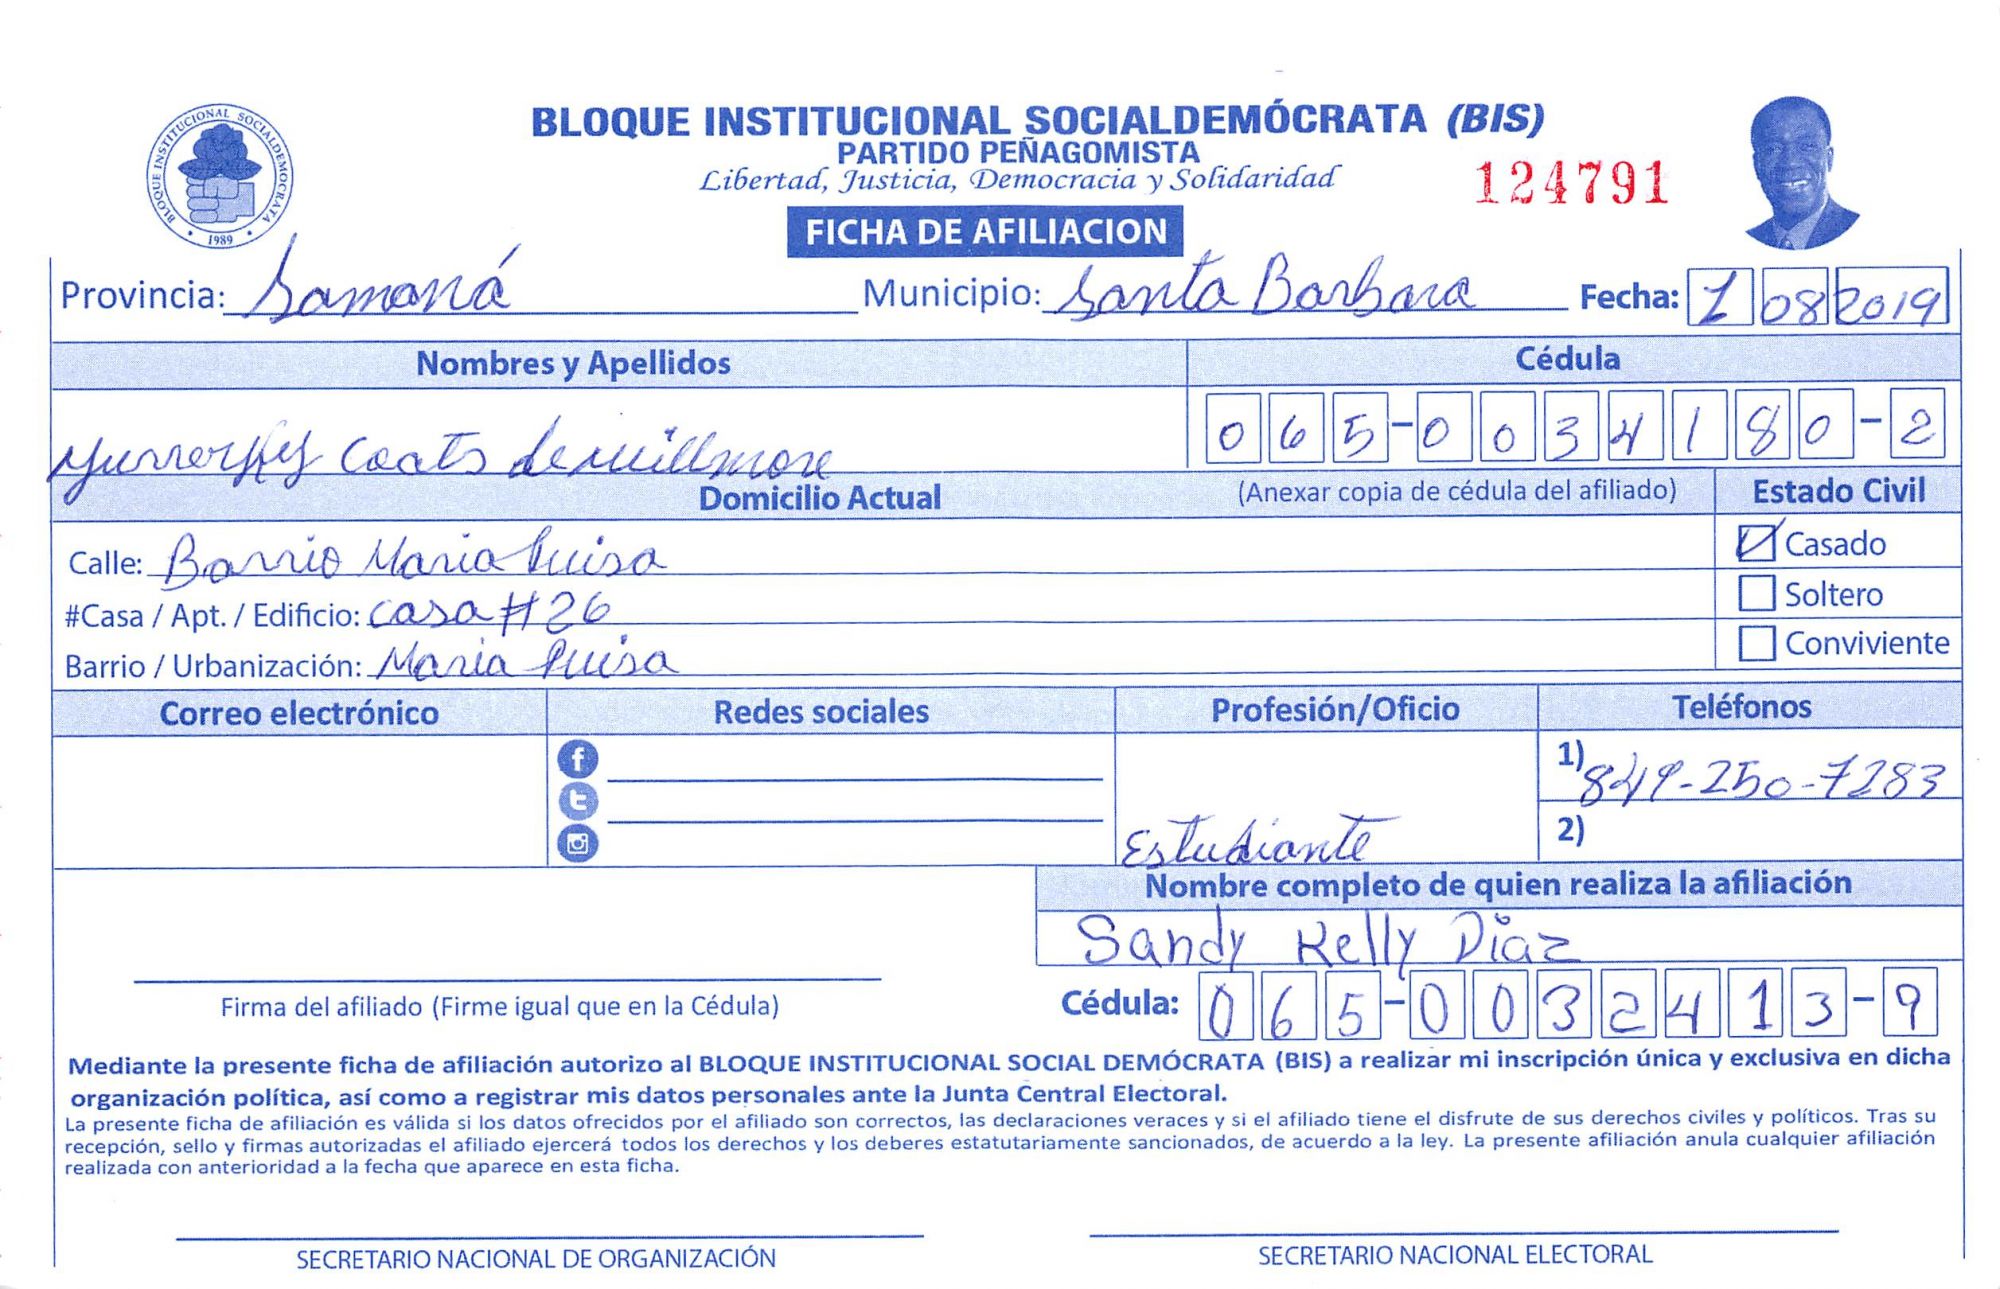 BLOQUE INSTITUCIONAL SOCIALDEMOCRATA
1989
BLOQUE INSTITUCIONAL SOCIALDEMÓCRATA (BIS)
PARTIDO PEÑAGOMISTA
Libertad, Justicia, Democracia y Solidaridad
124791
FICHA DE AFILIACION
Provincia: Samaná Municipio: Santa Barbara Fecha: 1 08 2019
Nombres y Apellidos Cédula
Coats de Willmore 065-0034180-2
Domicilio Actual (Anexar copia de cédula del afiliado) Estado Civil
Calle: Barrio Maria Luisa Casado
#Casa / Apt. / Edificio: casa #26 Soltero
Barrio / Urbanización: Maria Luisa Conviviente
Correo electrónico Redes sociales Profesión/Oficio Teléfonos
1) 849-250-7283
Estudiante 2)
Nombre completo de quien realiza la afiliación
Sandy Kelly Díaz
Firma del afiliado (Firme igual que en la Cédula) Cédula: 065-0032413-9
Mediante la presente ficha de afiliación autorizo al BLOQUE INSTITUCIONAL SOCIAL DEMÓCRATA (BIS) a realizar mi inscripción única y exclusiva en dicha
organización política, así como a registrar mis datos personales ante la Junta Central Electoral.
La presente ficha de afiliación es válida si los datos ofrecidos por el afiliado son correctos, las declaraciones veraces y si el afiliado tiene el disfrute de sus derechos civiles y políticos. Tras su
recepción, sello y firmas autorizadas el afiliado ejercerá todos los derechos y los deberes estatutariamente sancionados, de acuerdo a la ley. La presente afiliación anula cualquier afiliación
realizada con anterioridad a la fecha que aparece en esta ficha.
SECRETARIO NACIONAL DE ORGANIZACIÓN SECRETARIO NACIONAL ELECTORAL